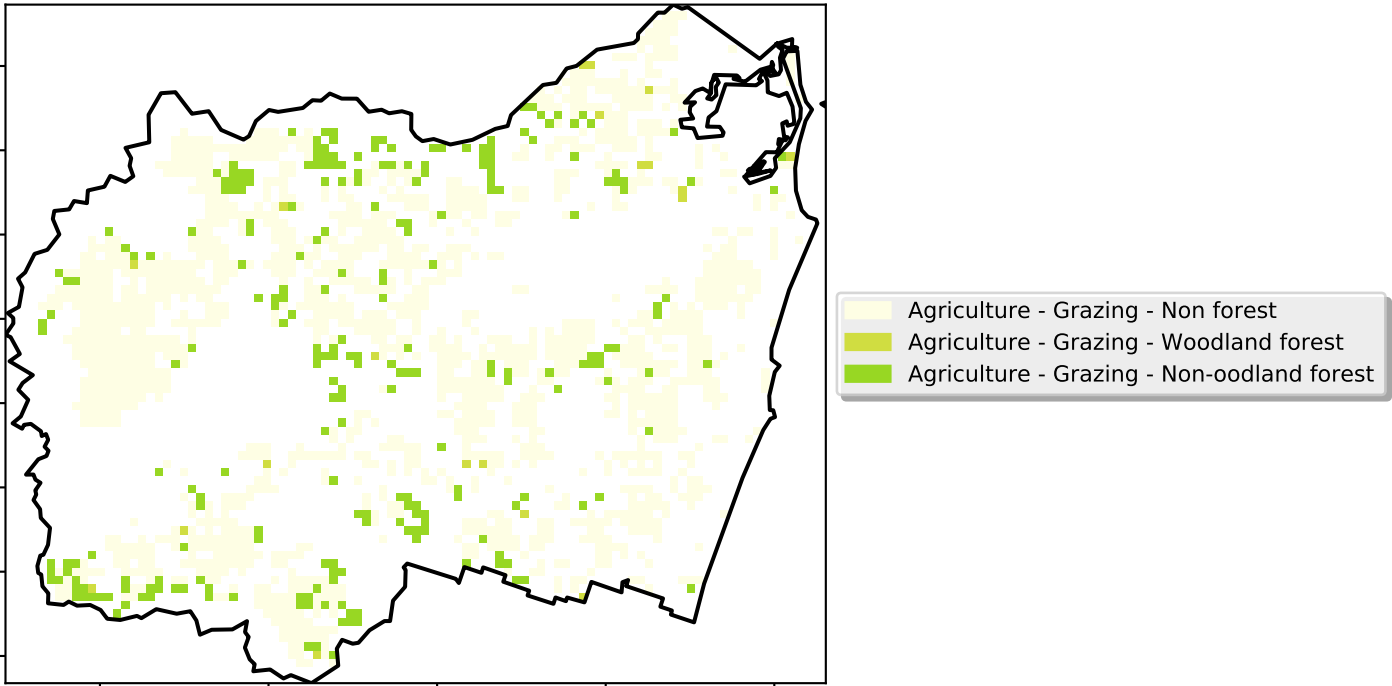 Agriculture - Grazing - Non forest
Agriculture - Grazing - Woodland forest
Agriculture - Grazing - Non-oodland forest